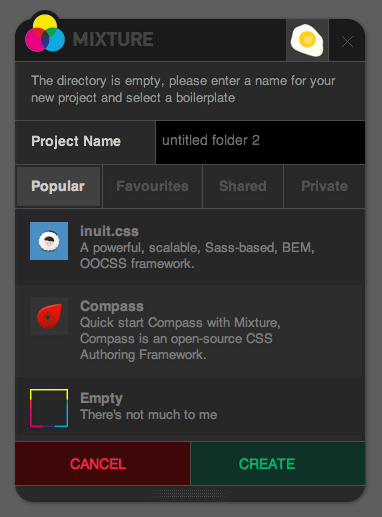 MIXTURE
The directory is empty, please enter a name for your
new project and select a boilerplate
Project Name
untitled folder 2
Popular
Favourites
Shared
Private
inuit.css
A powerful, scalable, Sass-based, BEM,
OOCSS framework.
Compass
Quick start Compass with Mixture,
Compass is an open-source CSS
Authoring Framework.
Empty
There's not much to me
CANCEL
CREATE